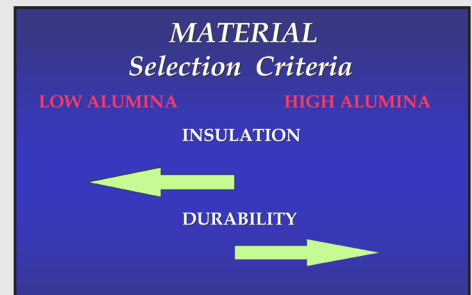 MATERIAL
Selection Criteria
LOW ALUMINA HIGH ALUMINA
INSULATION
DURABILITY